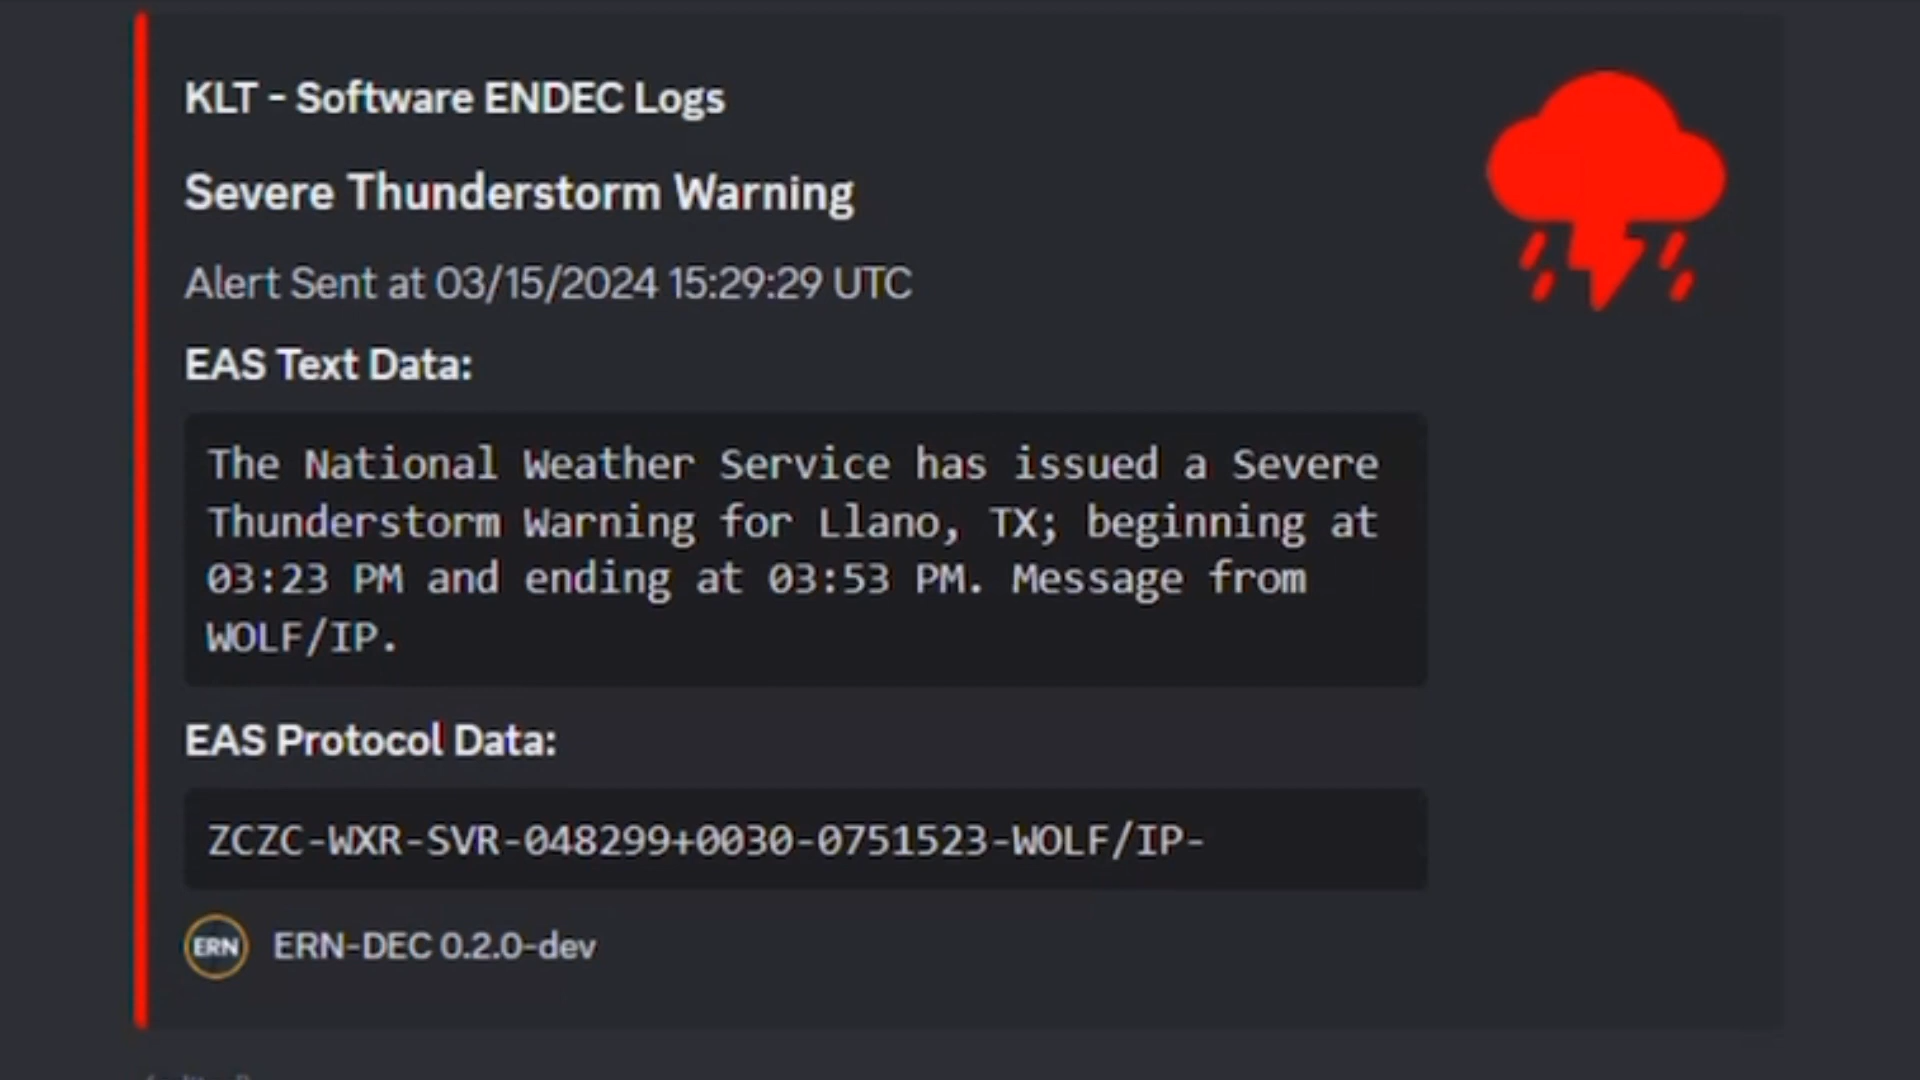 KLT - Software ENDEC Logs
Severe Thunderstorm Warning
Alert Sent at 03/15/2024 15:29:29 UTC
EAS Text Data:
The National Weather Service has issued a Severe
Thunderstorm Warning for Llano, TX; beginning at
03:23 PM and ending at 03:53 PM. Message from
WOLF/IP.
EAS Protocol Data:
ZCZC-WXR-SVR-048299+0030-0751523-WOLF/IP-
ERN ERN-DEC 0.2.0-dev